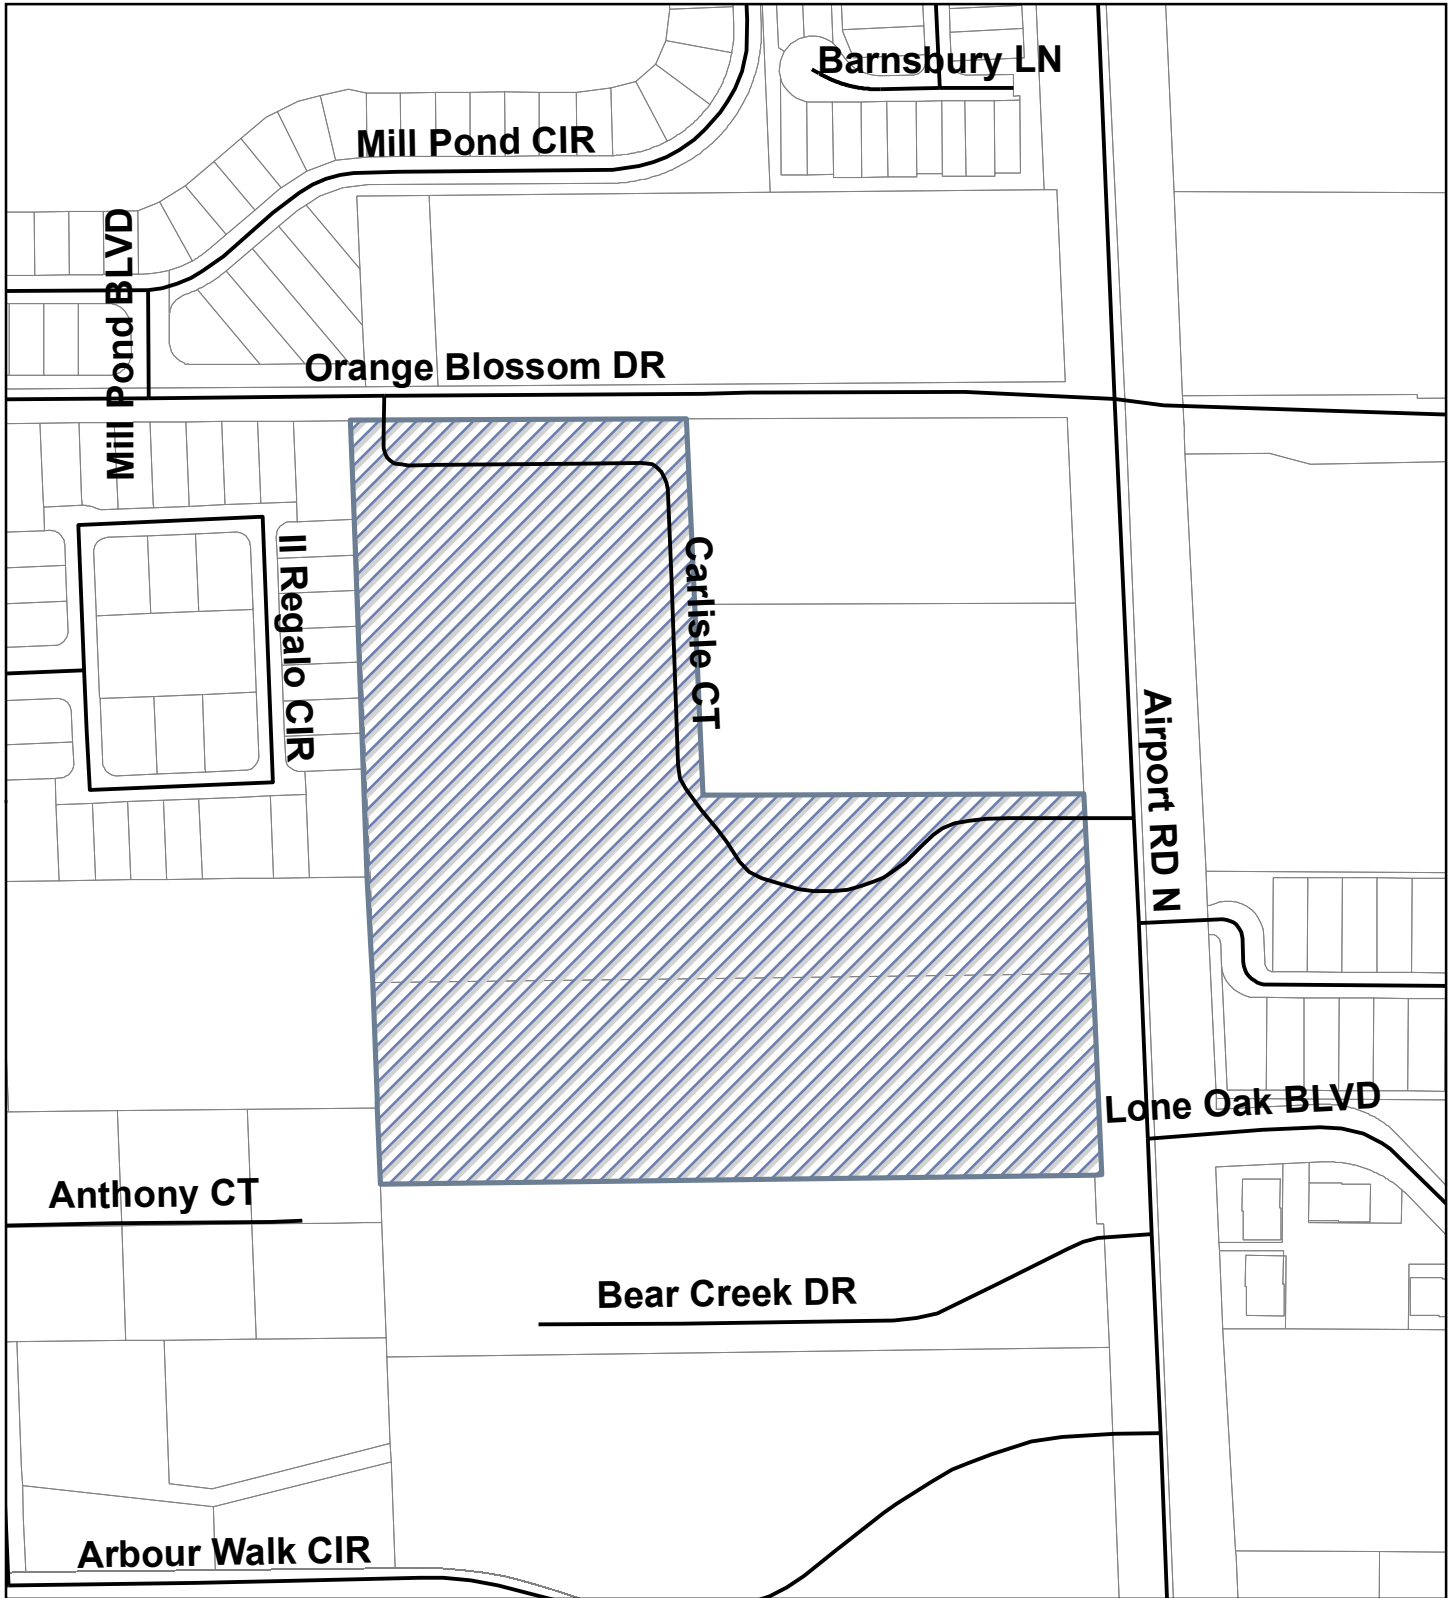 Barnsbury LN
Mill Pond CIR
Mill Pond BLVD
Orange Blossom DR
Il Regalo CIR
Carlisle CT
Airport RD N
Lone Oak BLVD
Anthony CT
Bear Creek DR
Arbour Walk CIR